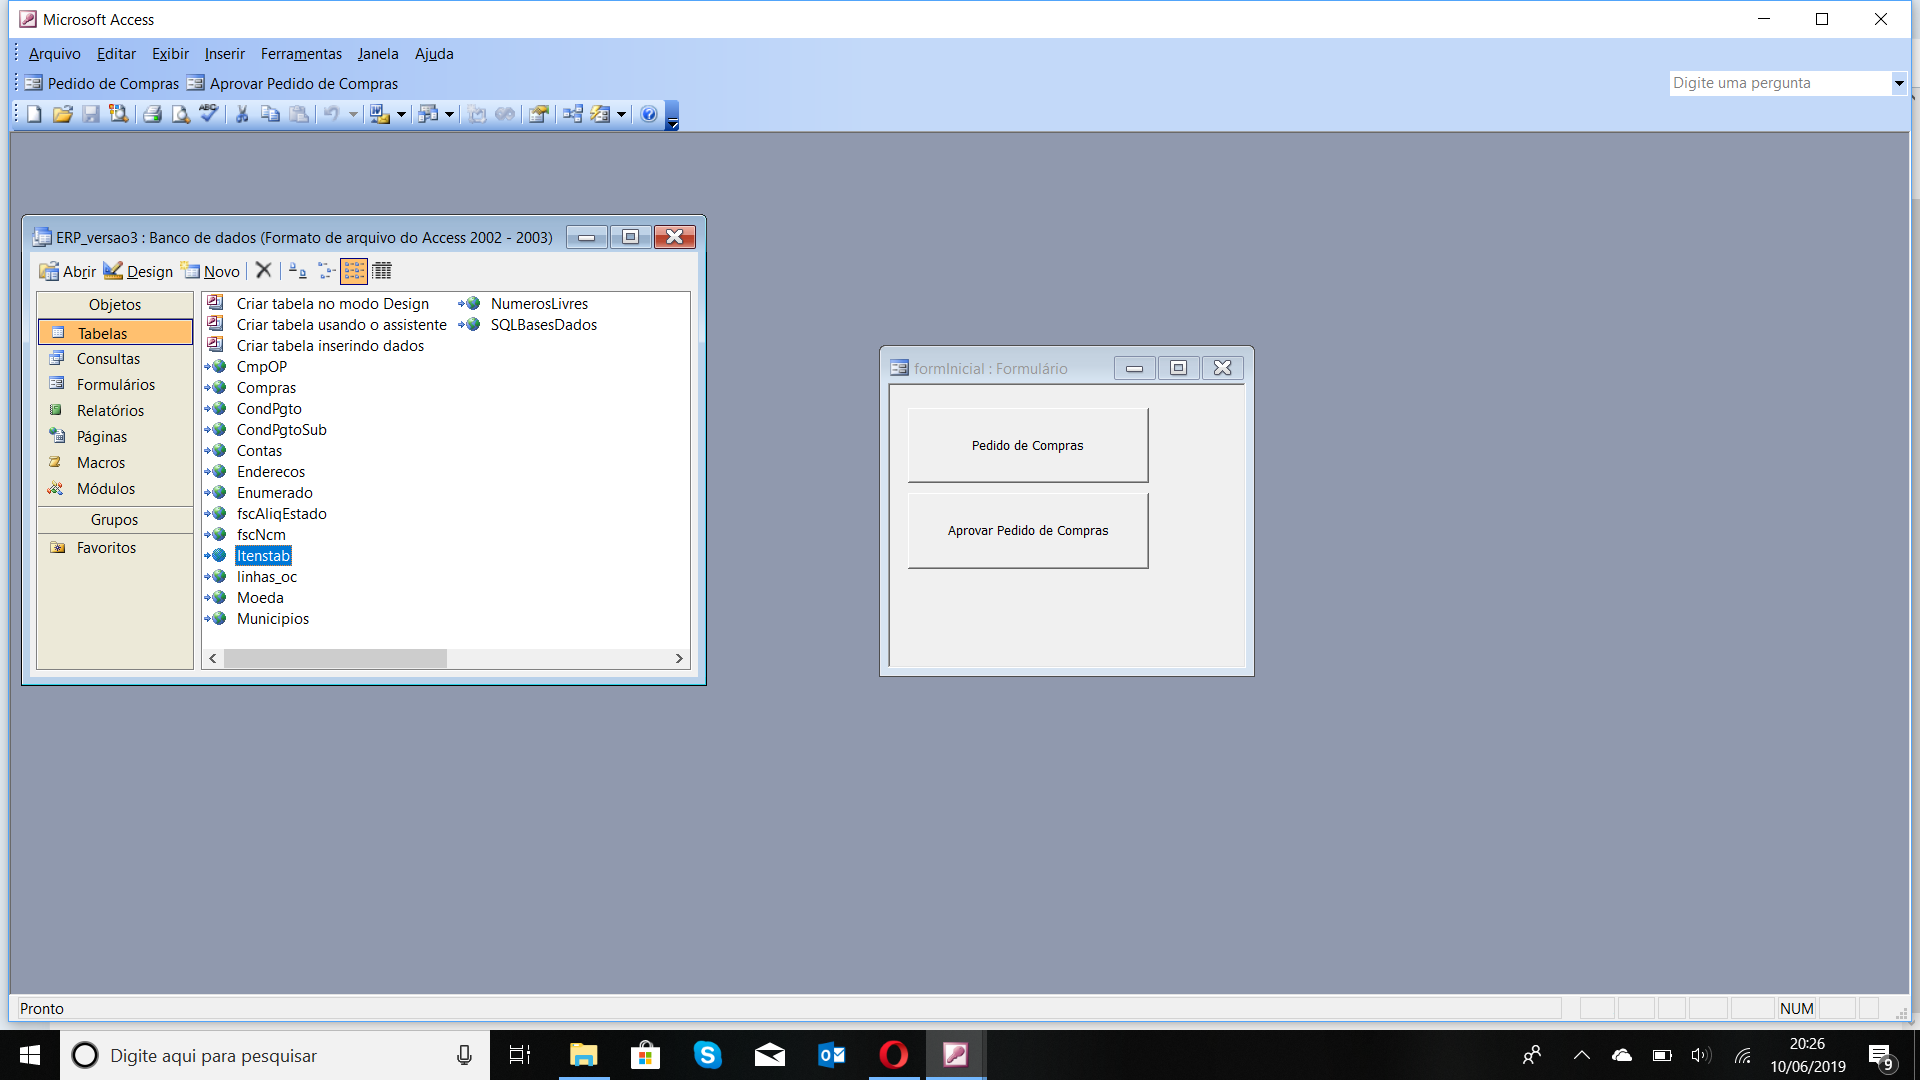 Microsoft Access
Arquivo Editar Exibir Inserir Ferramentas Janela Ajuda
Pedido de Compras Aprovar Pedido de Compras
Digite uma pergunta
ERP_versao3 : Banco de dados (Formato de arquivo do Access 2002 - 2003)
Abrir Design Novo
Objetos
Tabelas
Consultas
Formulários
Relatórios
Páginas
Macros
Módulos
Grupos
Favoritos
Criar tabela no modo Design
Criar tabela usando o assistente
Criar tabela inserindo dados
CmpOP
Compras
CondPgto
CondPgtoSub
Contas
Enderecos
Enumerado
fscAliqEstado
fscNcm
Itenstab
linhas_oc
Moeda
Municipios
NumerosLivres
SQLBasesDados
formInicial : Formulário
Pedido de Compras
Aprovar Pedido de Compras
Pronto
NUM
Digite aqui para pesquisar
20:26
10/06/2019
9